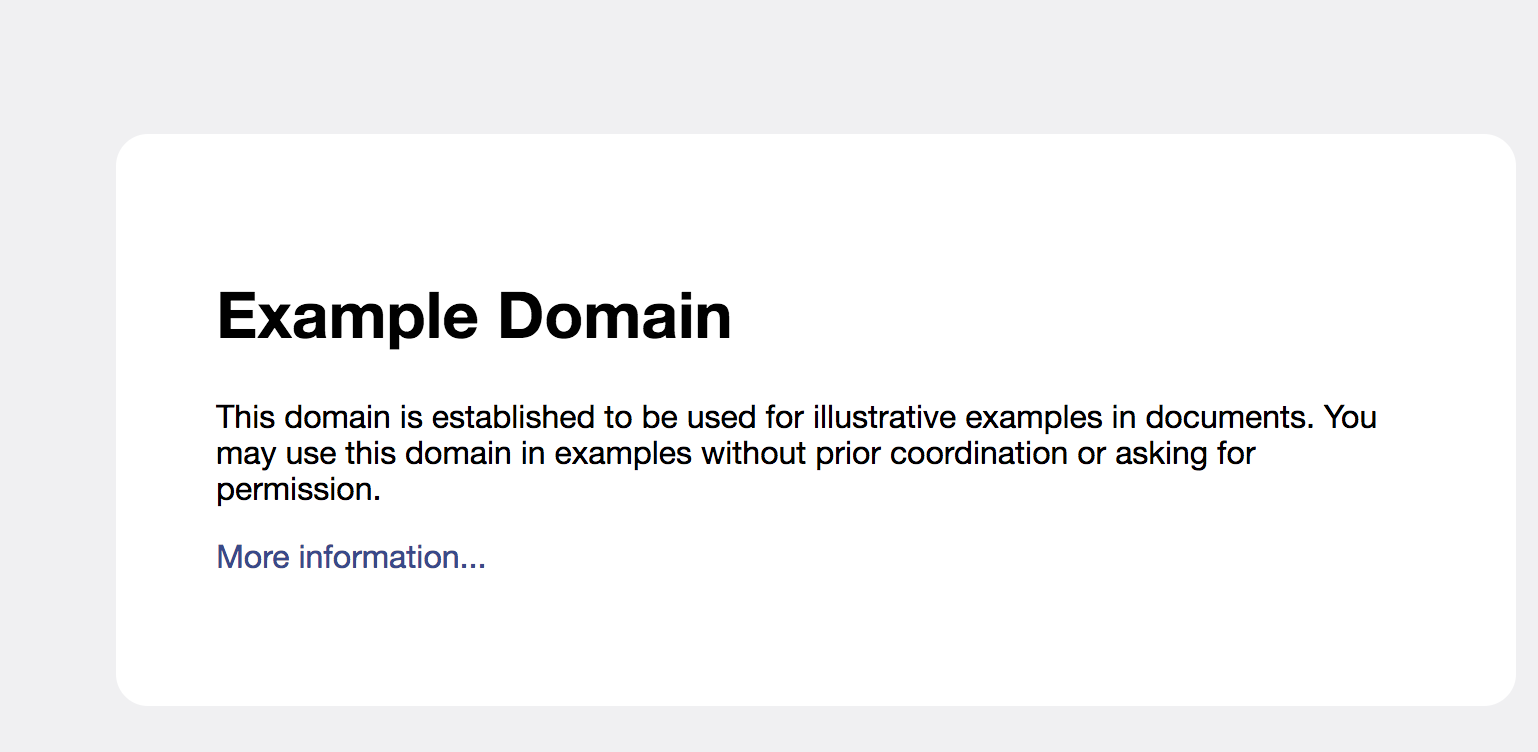 Example Domain
This domain is established to be used for illustrative examples in documents. You
may use this domain in examples without prior coordination or asking for
permission.
More information...